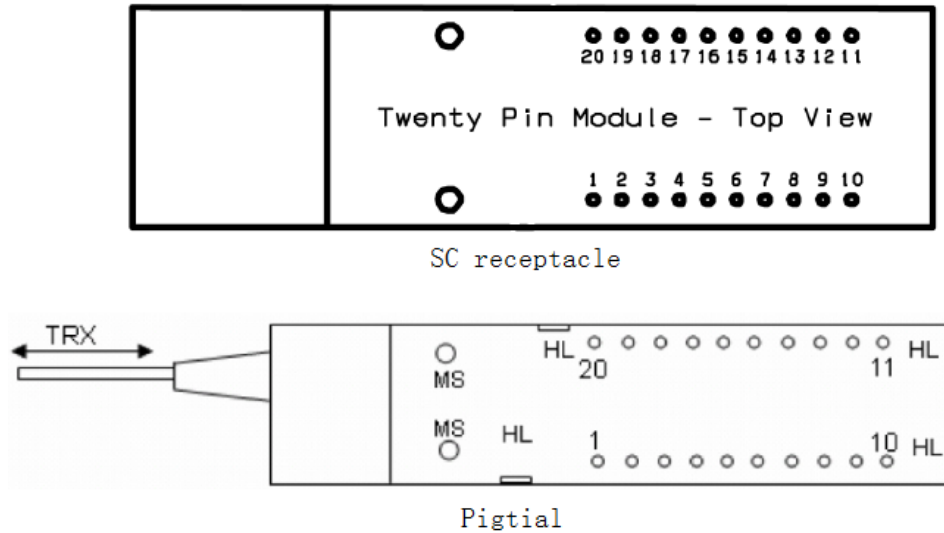 20 19 18 17 16 15 14 13 12 11
Twenty Pin Module - Top View
1 2 3 4 5 6 7 8 9 10
SC receptacle
TRX
HL 20 11 HL
MS
MS HL 1 10 HL
Pigtial